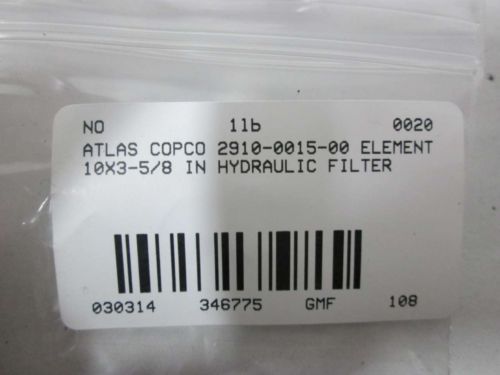 NO 1lb 0020
ATLAS COPCO 2910-0015-00 ELEMENT
10X3-5/8 IN HYDRAULIC FILTER
030314 346775 GMF 108